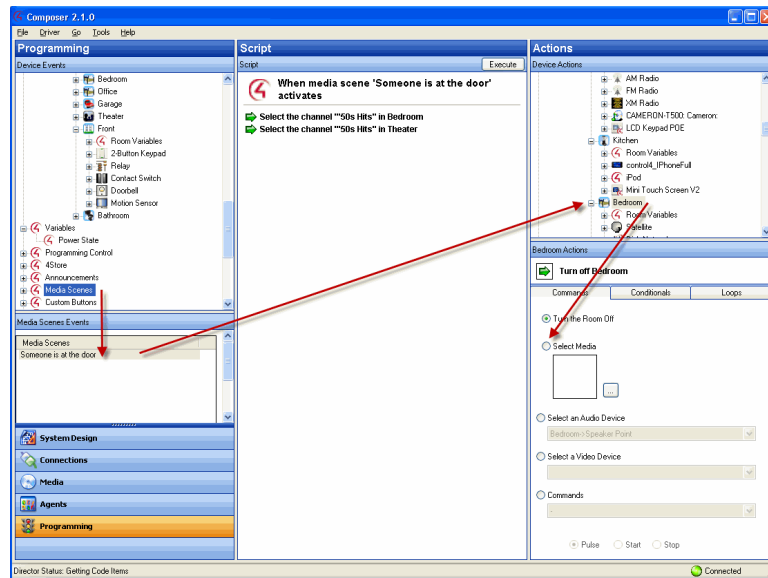 Composer 2.1.0
File Driver Go Tools Help
Programming
Device Events
Bedroom
Office
Garage
Theater
Front
Room Variables
2-Button Keypad
Relay
Contact Switch
Doorbell
Motion Sensor
Bathroom
Variables
Power State
Programming Control
4Store
Announcements
Media Scenes
Custom Buttons
Media Scenes Events
Media Scenes
Someone is at the door
System Design
Connections
Media
Agents
Programming
Director Status: Getting Code Items
Script
Script Execute
When media scene 'Someone is at the door'
activates
Select the channel "'50s Hits" in Bedroom
Select the channel "'50s Hits" in Theater
Actions
Device Actions
AM Radio
FM Radio
XM Radio
CAMERON-T500: Cameron:
LCD Keypad POE
Kitchen
Room Variables
control4_IPhoneFull
iPod
Mini Touch Screen V2
Bedroom
Room Variables
Satellite
Bedroom Actions
Turn off Bedroom
Commands Conditionals Loops
Turn the Room Off
Select Media
...
Select an Audio Device
Bedroom->Speaker Point
Select a Video Device
Commands
-
Pulse Start Stop
Connected